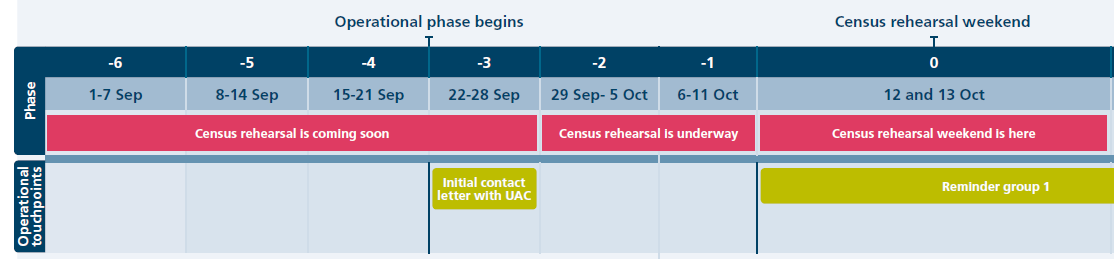 Operational phase begins
Census rehearsal weekend
Phase
-6
-5
-4
-3
-2
-1
0
1-7 Sep
8-14 Sep
15-21 Sep
22-28 Sep
29 Sep- 5 Oct
6-11 Oct
12 and 13 Oct
Census rehearsal is coming soon
Census rehearsal is underway
Census rehearsal weekend is here
Operational
touchpoints
Initial contact
letter with UAC
Reminder group 1